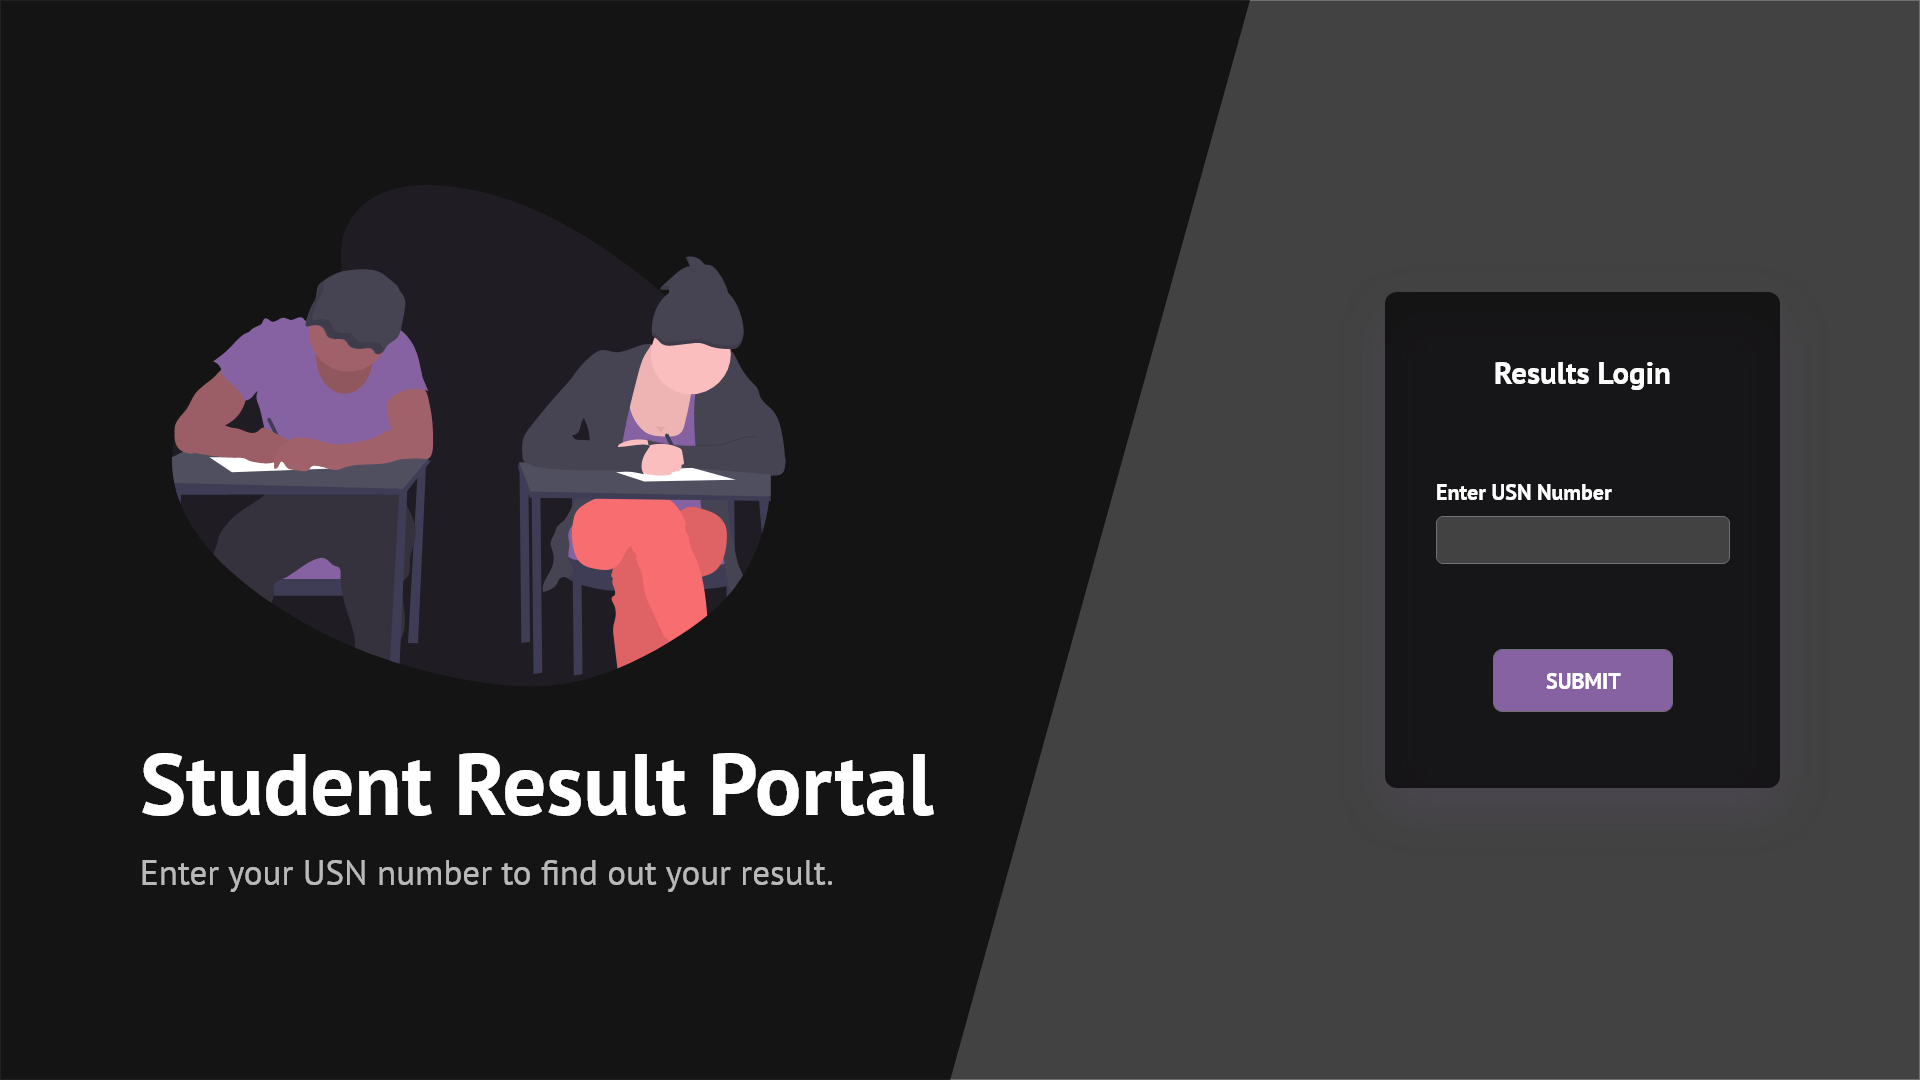 Student Result Portal
Enter your USN number to find out your result.
Results Login
Enter USN Number
SUBMIT